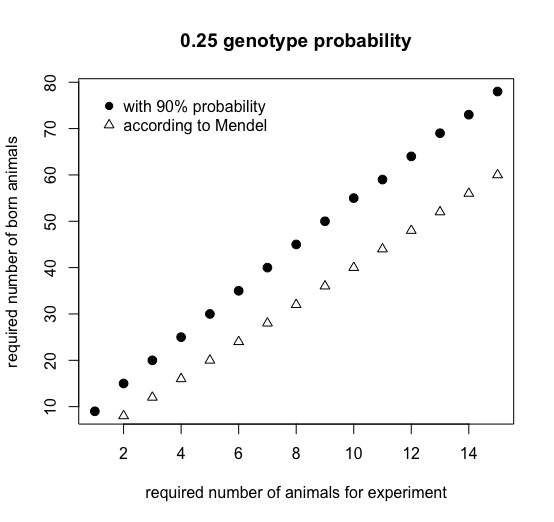 0.25 genotype probability
with 90% probability
according to Mendel
required number of born animals
80
70
60
50
40
30
20
10
2 4 6 8 10 12 14
required number of animals for experiment